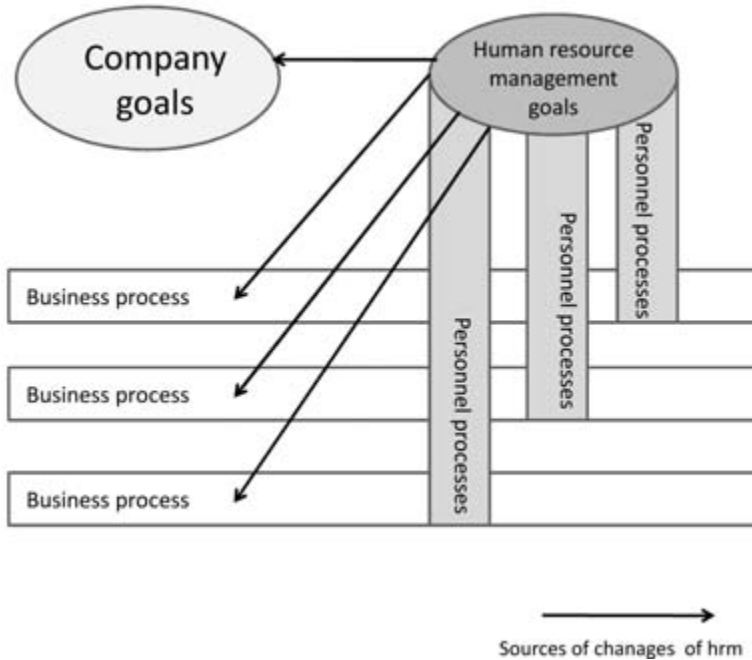 Company
goals
Human resource
management
goals
Personnel processes
Personnel processes
Personnel processes
Business process
Business process
Business process
Sources of chanages of hrm